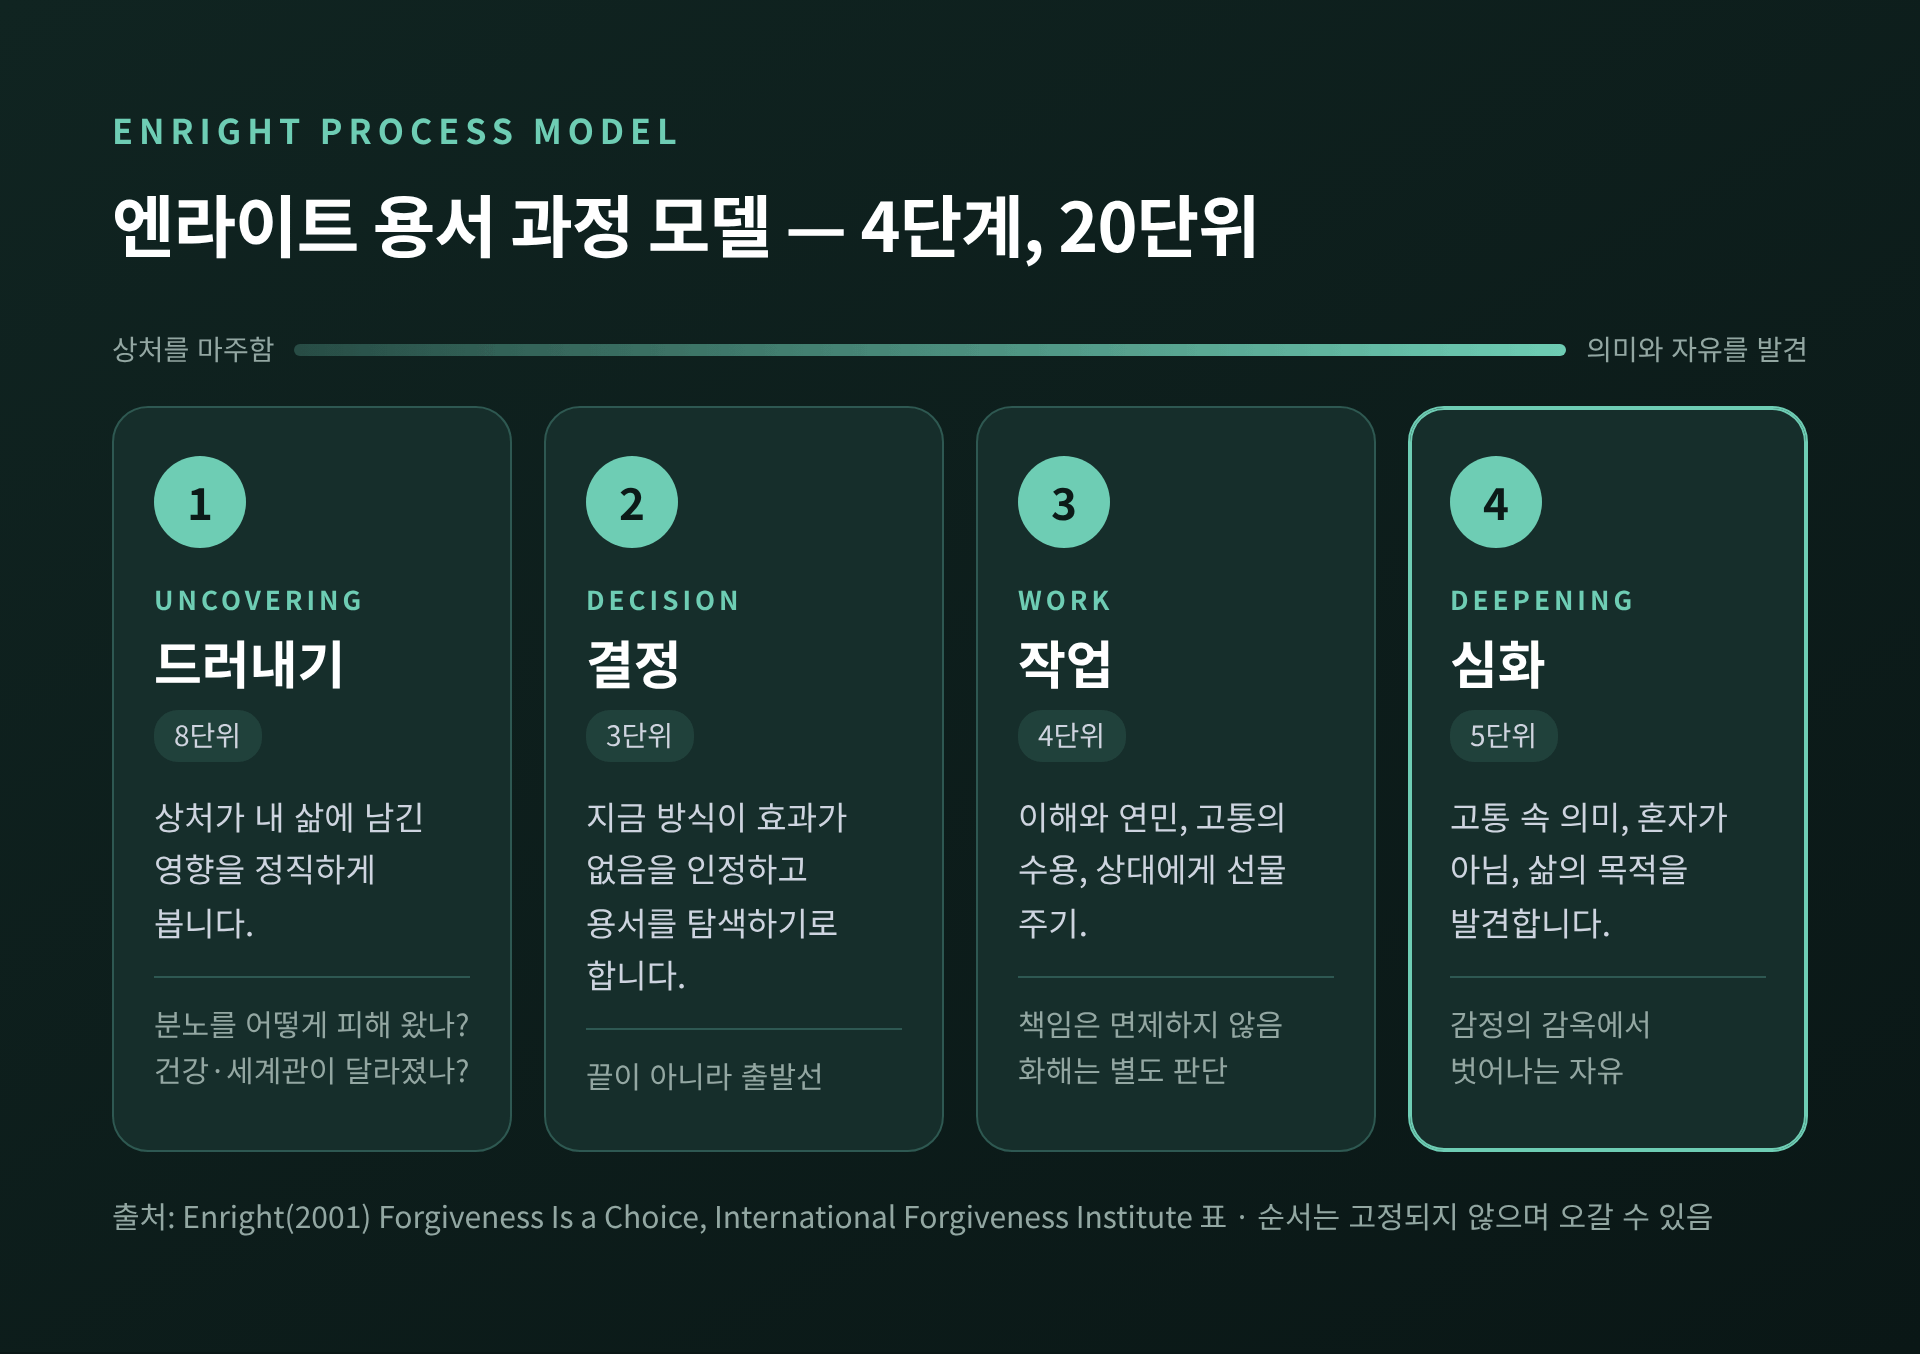 ENRIGHT PROCESS MODEL
엔라이트 용서 과정 모델 — 4단계, 20단위
상처를 마주함
의미와 자유를 발견
1
UNCOVERING
드러내기
8단위
상처가 내 삶에 남긴
영향을 정직하게
봅니다.
분노를 어떻게 피해 왔나?
건강·세계관이 달라졌나?
2
DECISION
결정
3단위
지금 방식이 효과가
없음을 인정하고
용서를 탐색하기로
합니다.
끝이 아니라 출발선
3
WORK
작업
4단위
이해와 연민, 고통의
수용, 상대에게 선물
주기.
책임은 면제하지 않음
화해는 별도 판단
4
DEEPENING
심화
5단위
고통 속 의미, 혼자가
아님, 삶의 목적을
발견합니다.
감정의 감옥에서
벗어나는 자유
출처: Enright(2001) Forgiveness Is a Choice, International Forgiveness Institute 표 · 순서는 고정되지 않으며 오갈 수 있음